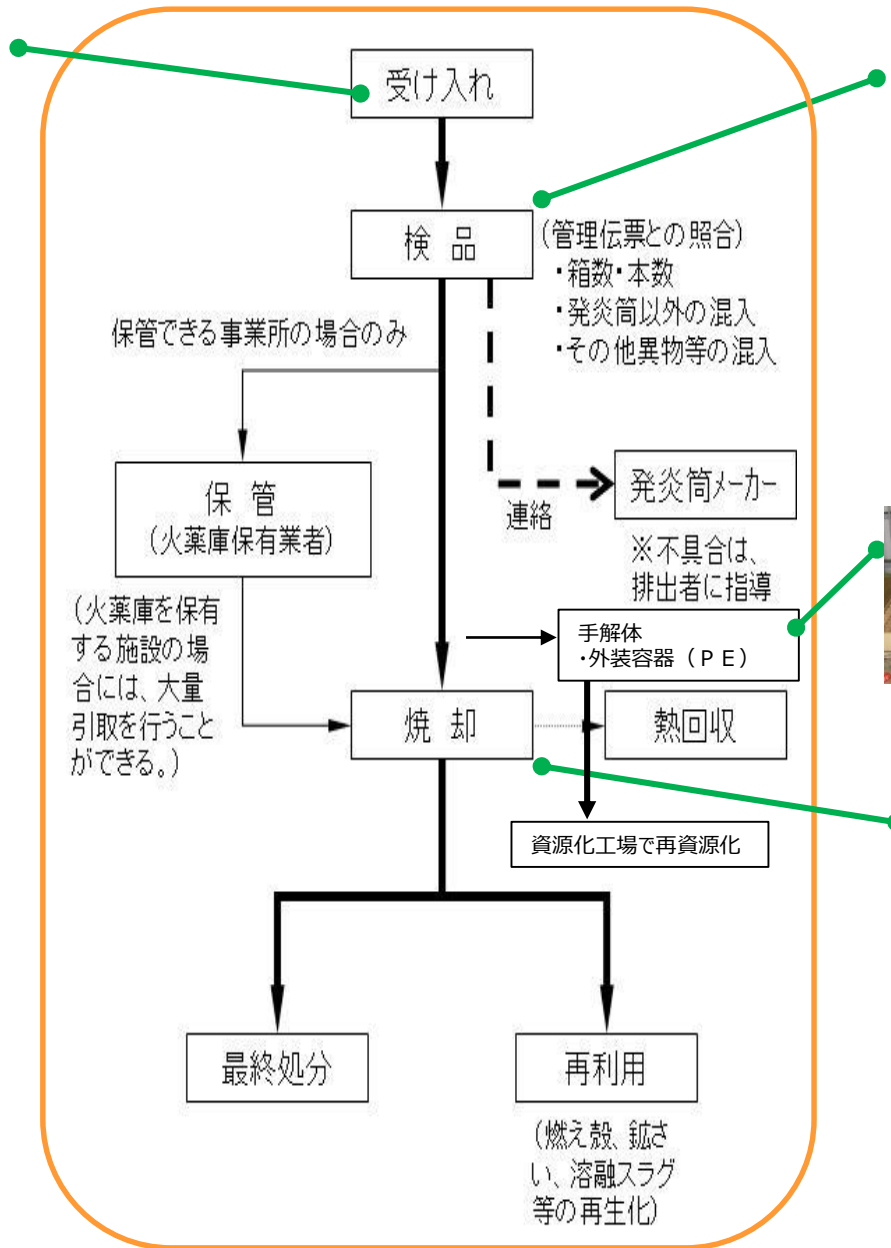 受け入れ
検品
(管理伝票との照合)
・箱数・本数
・発炎筒以外の混入
・その他異物等の混入
保管できる事業所の場合のみ
保管
(火薬庫保有業者)
連絡
発炎筒メーカー
※不具合は、
排出者に指導
(火薬庫を保有
する施設の場
合には、大量
引取を行うこと
ができる。)
手解体
・外装容器(PE)
焼却
熱回収
資源化工場で再資源化
最終処分
再利用
(燃え殻、鉱さ
い、溶融スラグ
等の再生化)